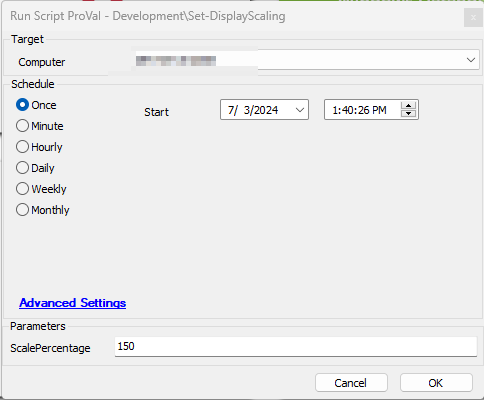 Run Script ProVal - Development\Set-DisplayScaling
Target
Computer
Schedule
Once
Start
7/ 3/2024
1:40:26 PM
Minute
Hourly
Daily
Weekly
Monthly
Advanced Settings
Parameters
ScalePercentage
150
Cancel
OK